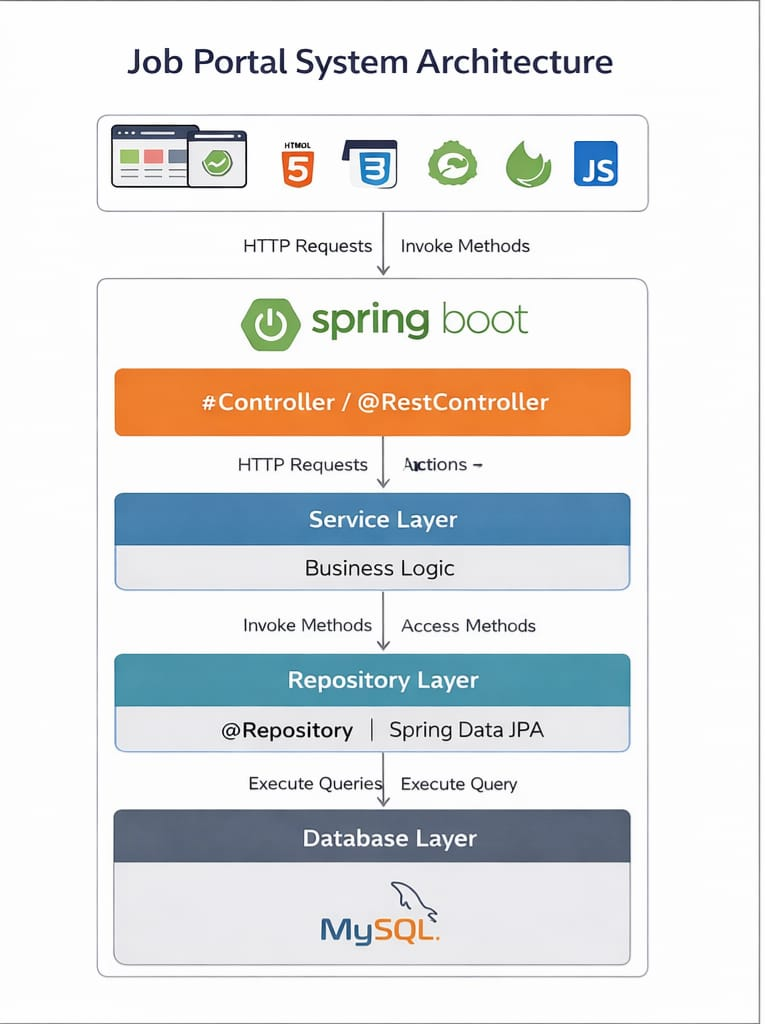 Job Portal System Architecture
HTMOL
5
3
JS
HTTP Requests Invoke Methods
spring boot
#Controller / @RestController
HTTP Requests
Service Layer
Business Logic
Invoke Methods Access Methods
Repository Layer
@Repository | Spring Data JPA
Execute Queries Execute Query
Database Layer
MySQL.